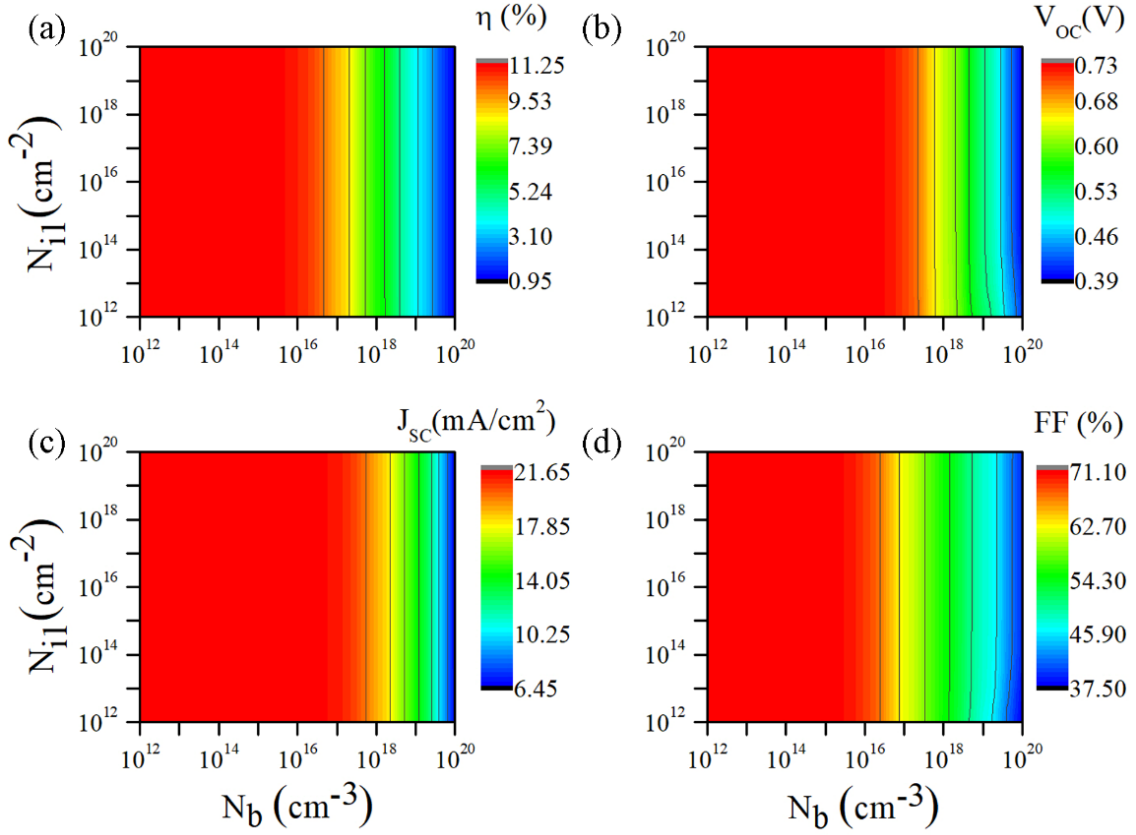 (a)
η (%)
N_i1 (cm^-2)
10^20
10^18
10^16
10^14
10^12
10^12 10^14 10^16 10^18 10^20
11.25
9.53
7.39
5.24
3.10
0.95
(b)
V_OC(V)
10^20
10^18
10^16
10^14
10^12
10^12 10^14 10^16 10^18 10^20
0.73
0.68
0.60
0.53
0.46
0.39
(c)
J_SC(mA/cm^2)
N_i1 (cm^-2)
10^20
10^18
10^16
10^14
10^12
10^12 10^14 10^16 10^18 10^20
N_b (cm^-3)
21.65
17.85
14.05
10.25
6.45
(d)
FF (%)
10^20
10^18
10^16
10^14
10^12
10^12 10^14 10^16 10^18 10^20
N_b (cm^-3)
71.10
62.70
54.30
45.90
37.50